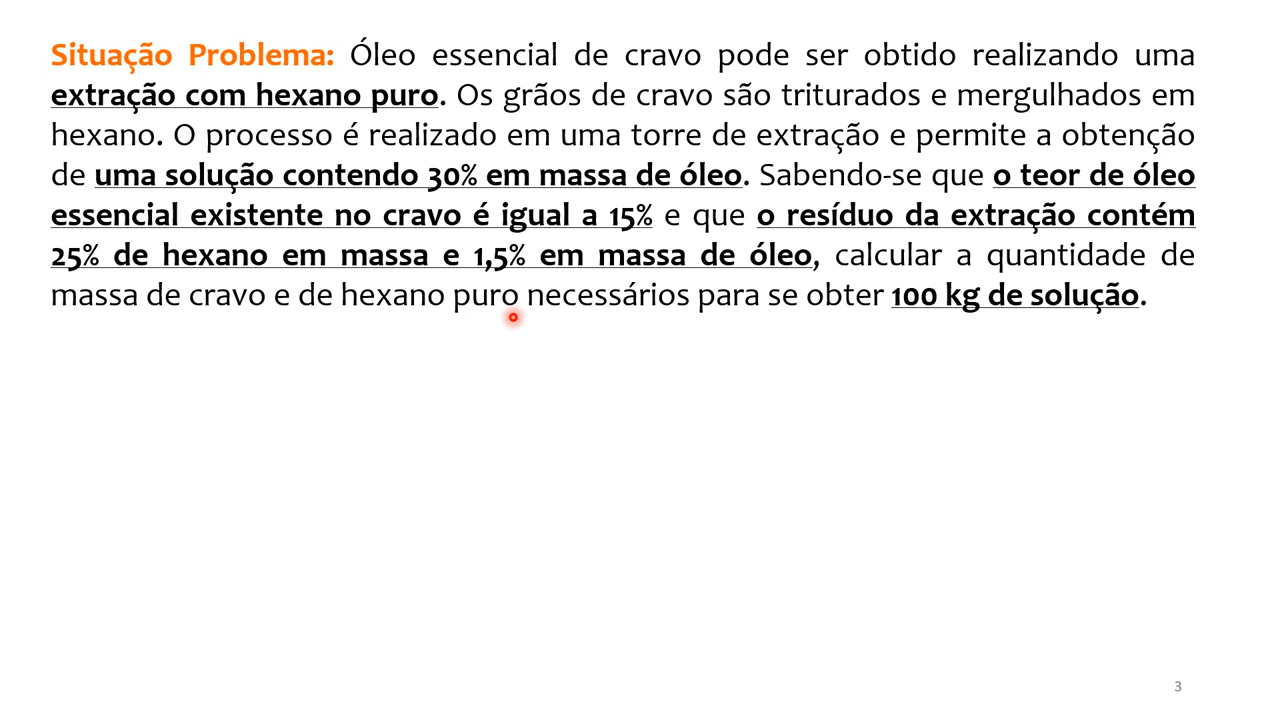 Situação Problema: Óleo essencial de cravo pode ser obtido realizando uma
extração com hexano puro. Os grãos de cravo são triturados e mergulhados em
hexano. O processo é realizado em uma torre de extração e permite a obtenção
de uma solução contendo 30% em massa de óleo. Sabendo-se que o teor de óleo
essencial existente no cravo é igual a 15% e que o resíduo da extração contém
25% de hexano em massa e 1,5% em massa de óleo, calcular a quantidade de
massa de cravo e de hexano puro necessários para se obter 100 kg de solução.
3